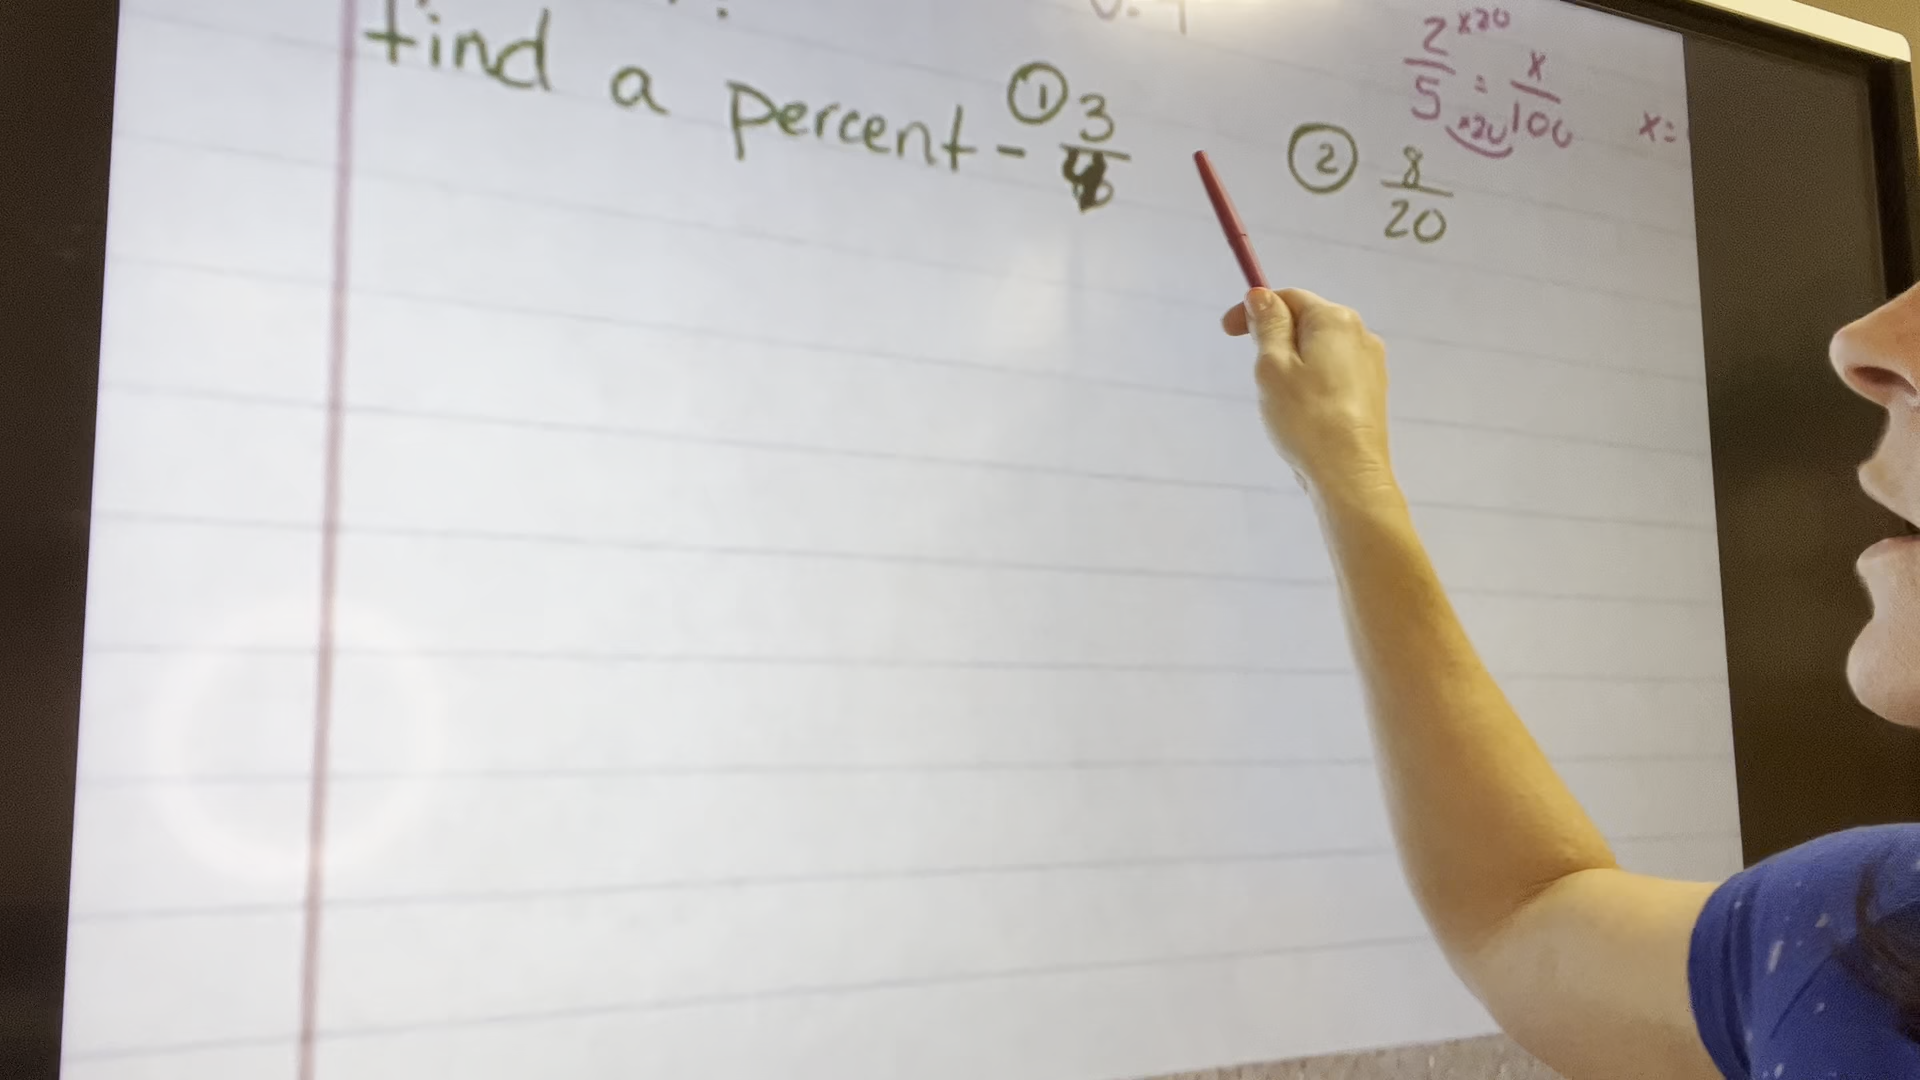 find a percent - ① 3/4
② 8/20
2 x20
5 = x/100
x20
x=